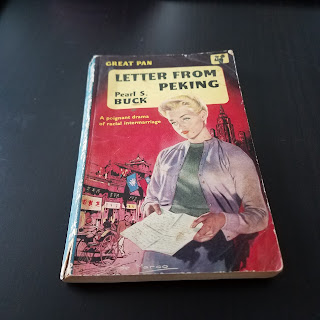 GREAT PAN
LETTER FROM
PEKING
Pearl S.
BUCK
A poignant drama
of racial intermarriage